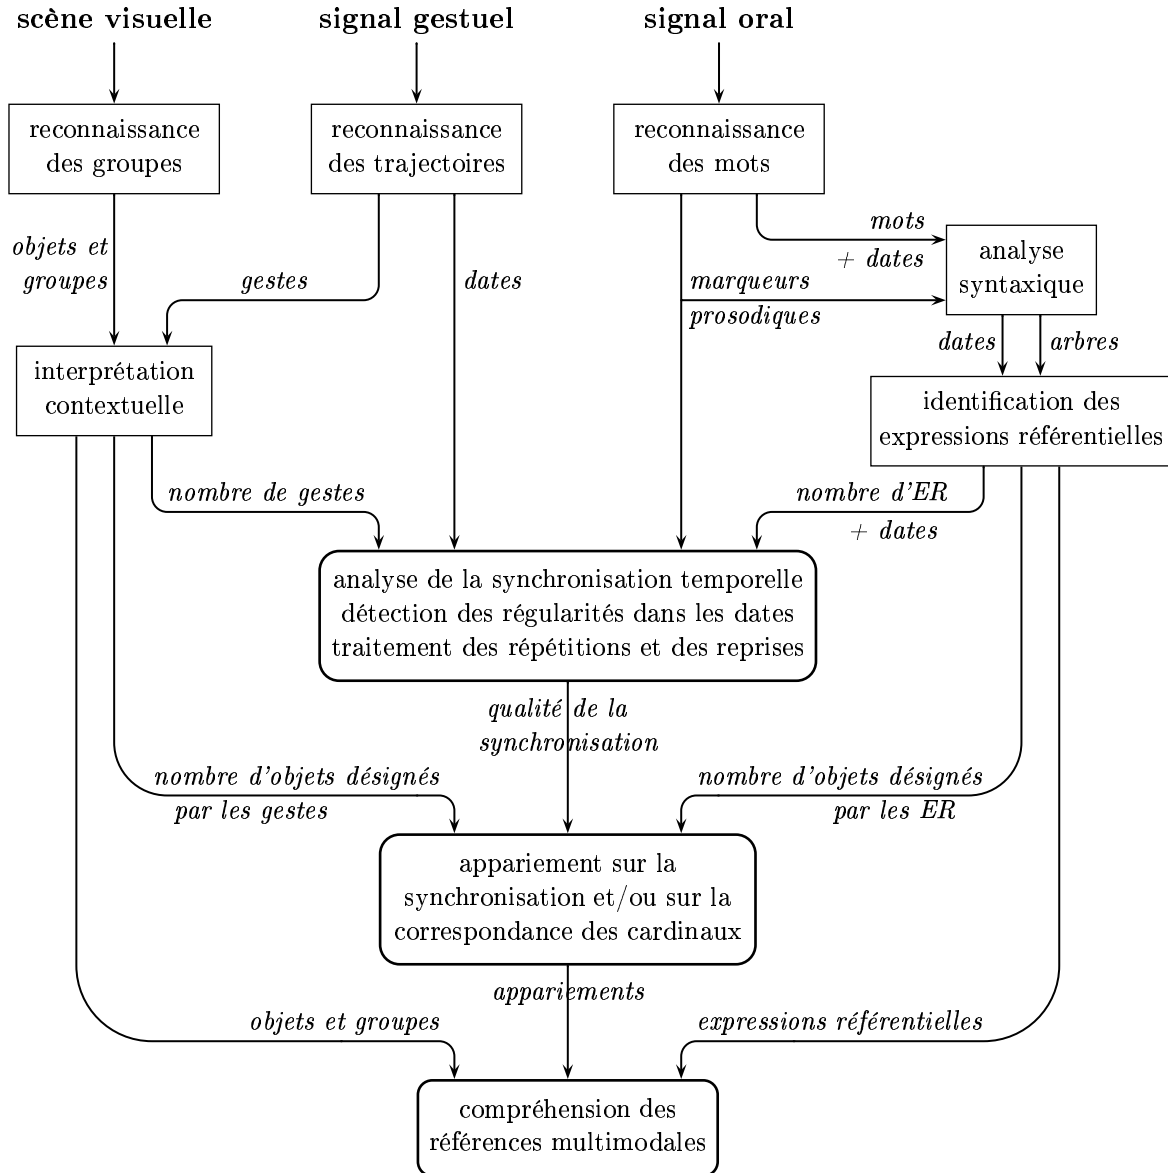 scène visuelle
signal gestuel
signal oral
reconnaissance
des groupes
reconnaissance
des trajectoires
reconnaissance
des mots
mots
+ dates
analyse
syntaxique
objets et
groupes
gestes
dates
marqueurs
prosodiques
dates
arbres
interprétation
contextuelle
identification des
expressions référentielles
nombre de gestes
nombre d'ER
+ dates
analyse de la synchronisation temporelle
détection des régularités dans les dates
traitement des répétitions et des reprises
qualité de la
synchronisation
nombre d'objets désignés
par les gestes
nombre d'objets désignés
par les ER
appariement sur la
synchronisation et/ou sur la
correspondance des cardinaux
appariements
objets et groupes
expressions référentielles
compréhension des
références multimodales